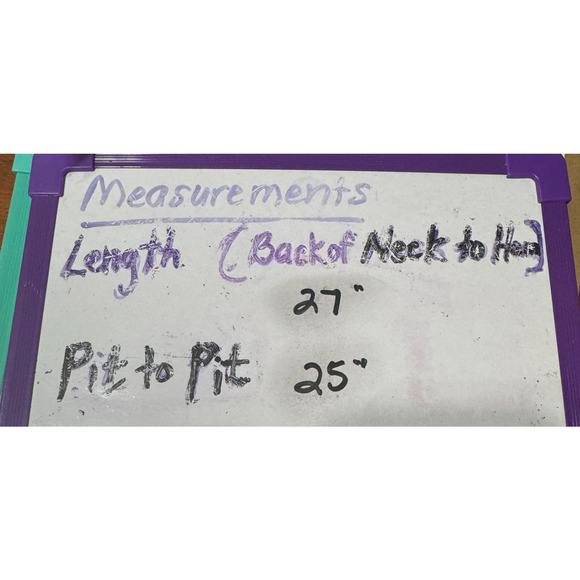 Measurements
Length (Back of Neck to Hem)
27"
Pit to Pit 25"